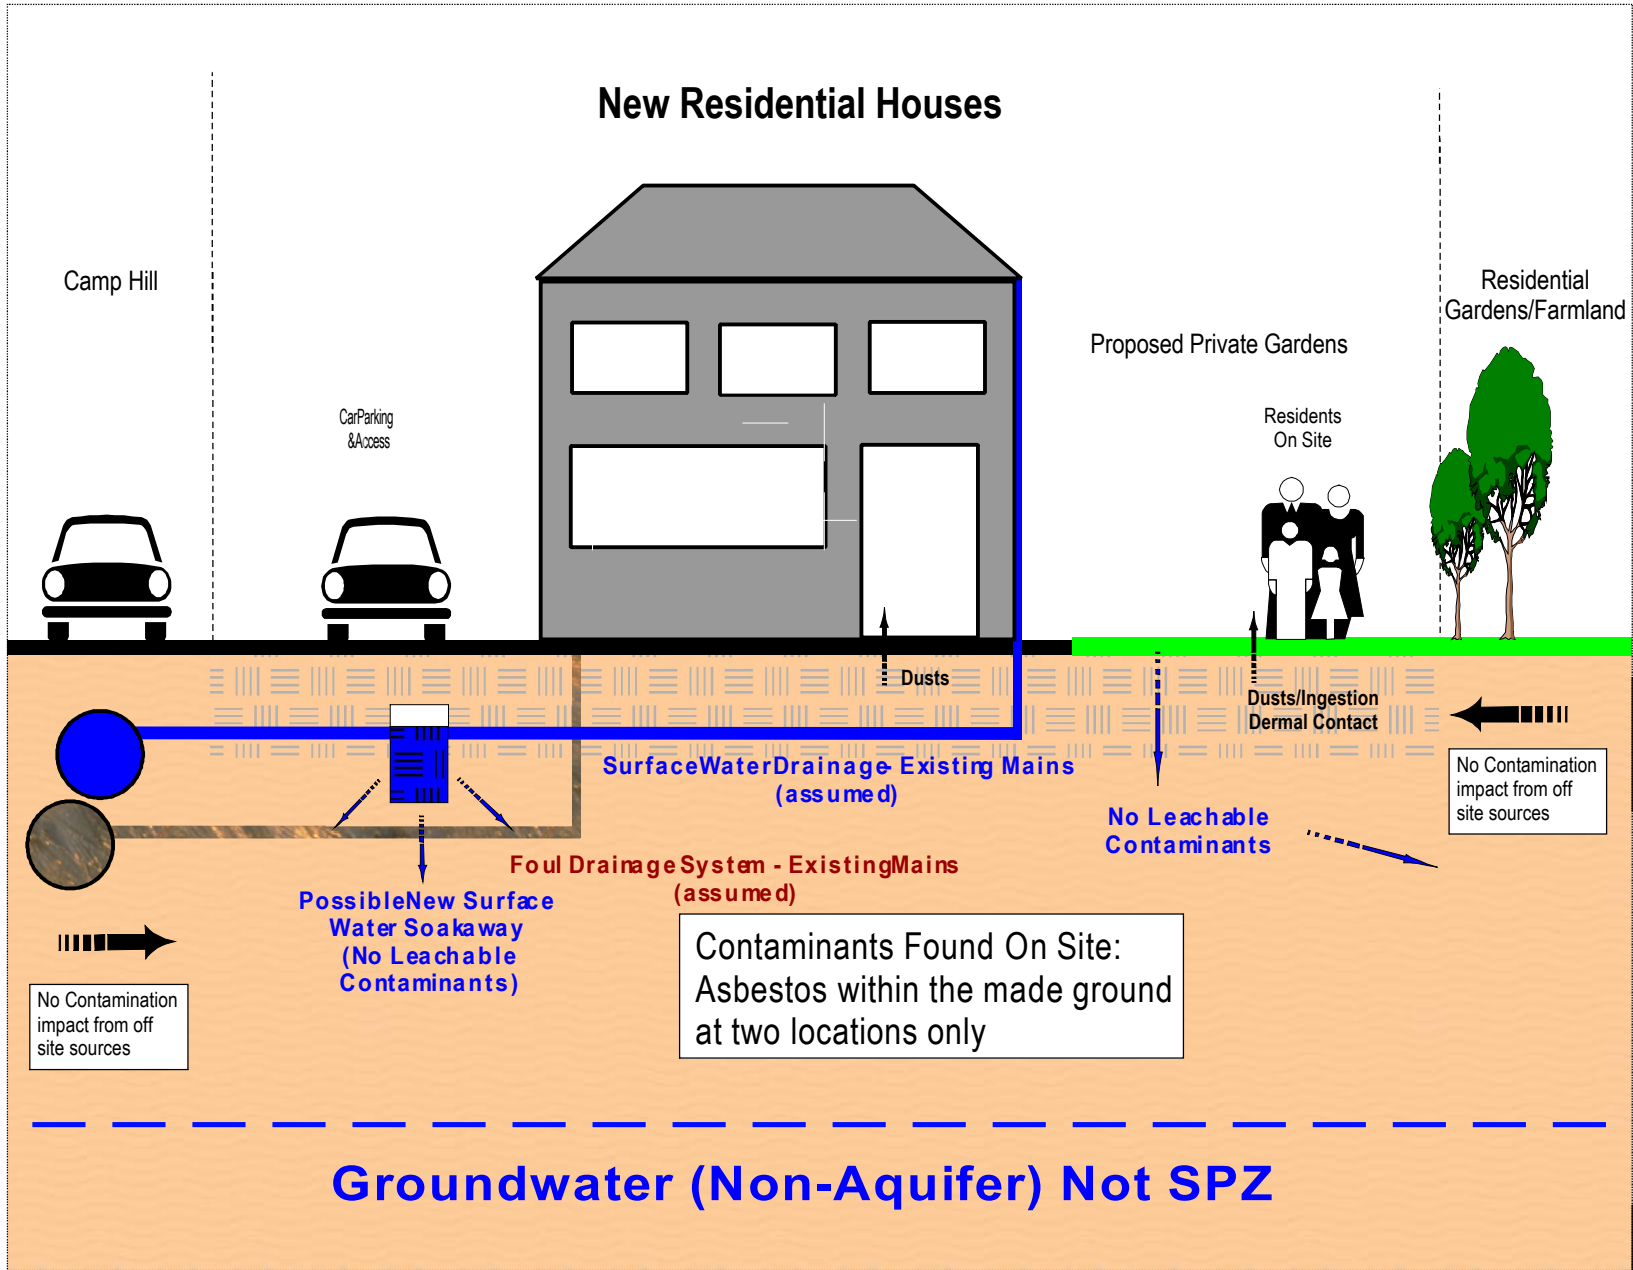 New Residential Houses
Camp Hill
Residential
Gardens/Farmland
Proposed Private Gardens
CarParking
&Access
Residents
On Site
Dusts
Dusts/Ingestion
Dermal Contact
SurfaceWaterDrainage- Existing Mains
(assumed)
No Contamination
impact from off
site sources
No Leachable
Contaminants
Foul Drainage System - ExistingMains
(assumed)
PossibleNew Surface
Water Soakaway
(No Leachable
Contaminants)
Contaminants Found On Site:
Asbestos within the made ground
at two locations only
No Contamination
impact from off
site sources
Groundwater (Non-Aquifer) Not SPZ